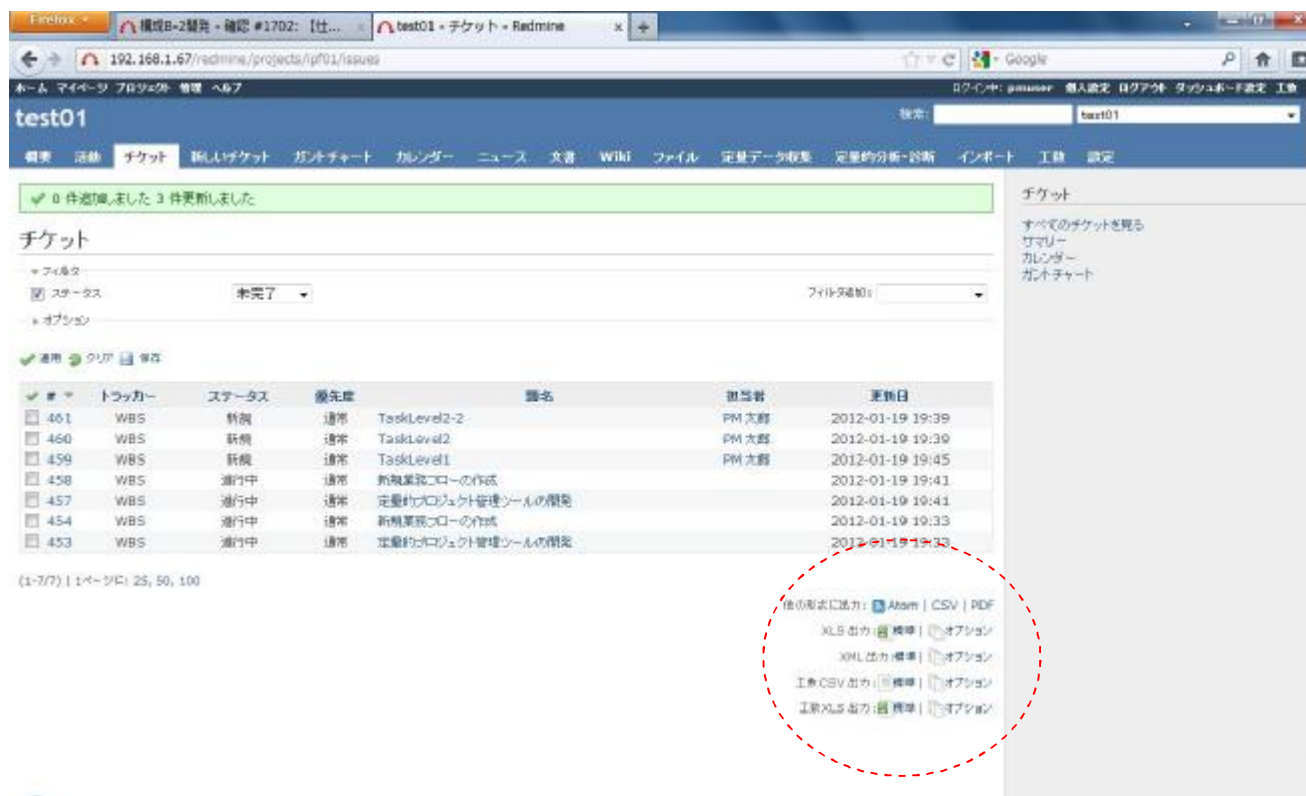 Firefox
構成B-2開発・確認 #1702: 【仕...
test01 - チケット - Redmine
192.168.1.67/redmine/projects/ipf01/issues
Google
ホーム マイページ プロジェクト 管理 ヘルプ
ログイン中: pmuser 個人設定 ログアウト ダッシュボード設定 工数
test01
検索:
test01
概要 活動 チケット 新しいチケット ガントチャート カレンダー ニュース 文書 Wiki ファイル 定量データ収集 定量的分析・診断 インポート 工数 設定
0 件追加しました 3 件更新しました
チケット
フィルタ
ステータス 未完了 フィルタ追加:
オプション
適用 クリア 保存
# トラッカー ステータス 優先度 題名 担当者 更新日
461 WBS 新規 通常 TaskLevel2-2 PM 太郎 2012-01-19 19:39
460 WBS 新規 通常 TaskLevel2 PM 太郎 2012-01-19 19:39
459 WBS 新規 通常 TaskLevel1 PM 太郎 2012-01-19 19:45
458 WBS 進行中 通常 新規業務フローの作成 2012-01-19 19:41
457 WBS 進行中 通常 定量的プロジェクト管理ツールの開発 2012-01-19 19:41
454 WBS 進行中 通常 新規業務フローの作成 2012-01-19 19:33
453 WBS 進行中 通常 定量的プロジェクト管理ツールの開発 2012-01-19 19:33
(1-7/7) | 1ページに: 25, 50, 100
他の形式に出力: Atom | CSV | PDF
XLS 出力: 標準 | オプション
XML 出力: 標準 | オプション
工数 CSV 出力: 標準 | オプション
工数 XLS 出力: 標準 | オプション
チケット
すべてのチケットを見る
サマリー
カレンダー
ガントチャート